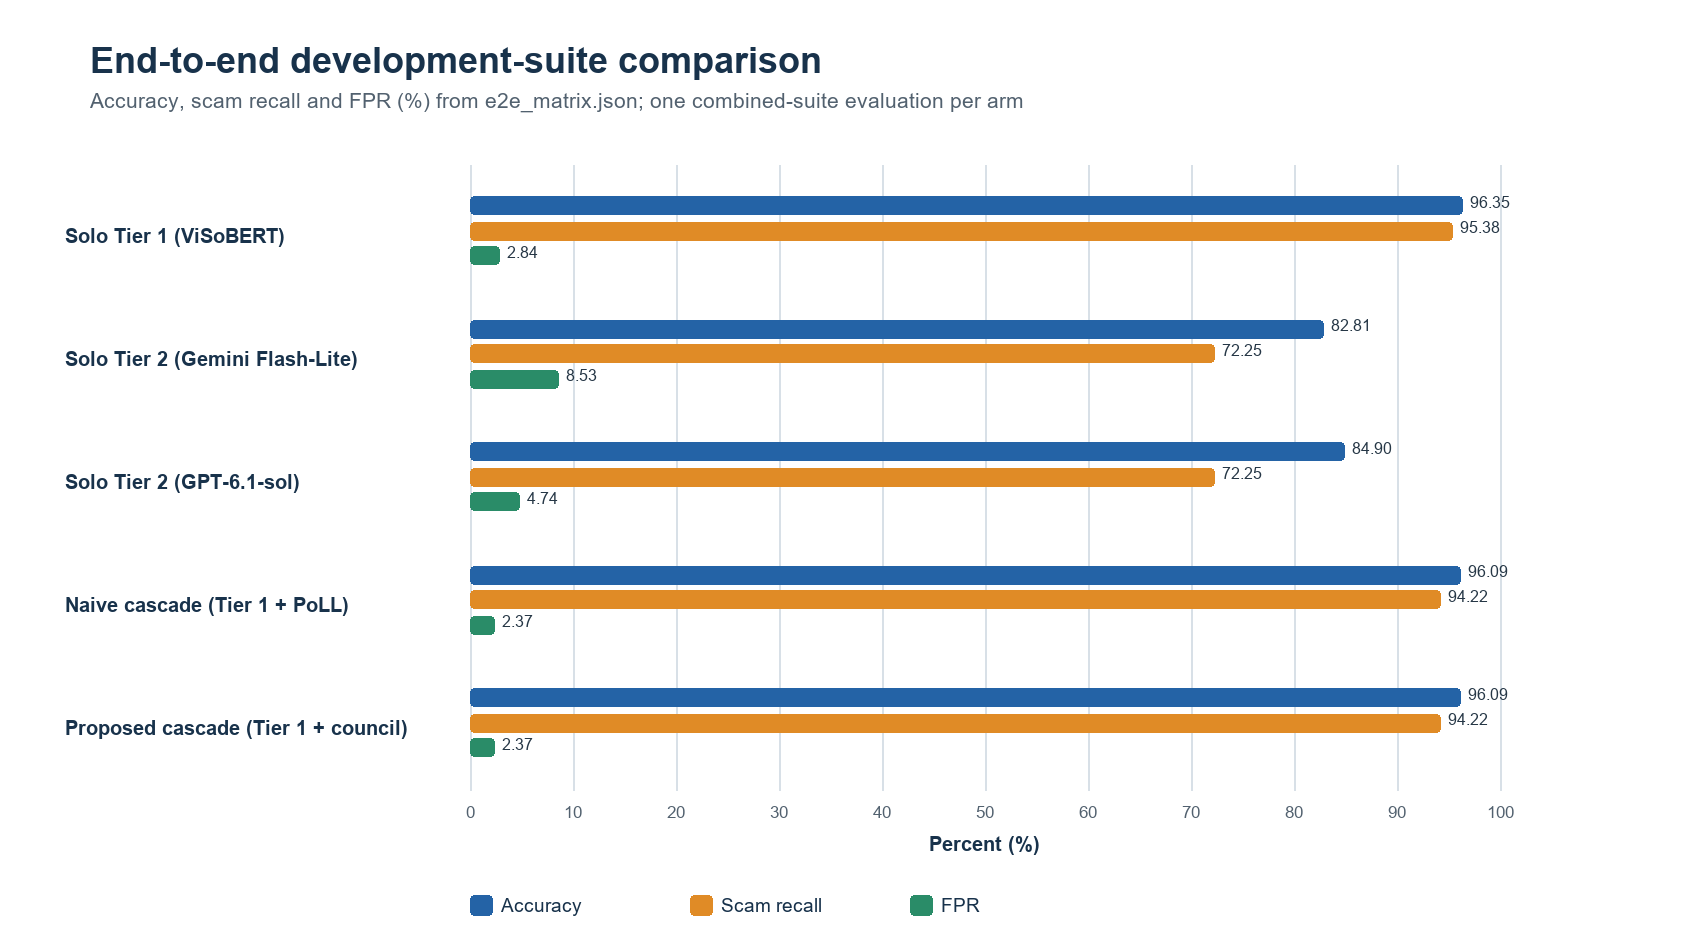 End-to-end development-suite comparison
Accuracy, scam recall and FPR (%) from e2e_matrix.json; one combined-suite evaluation per arm
Solo Tier 1 (ViSoBERT)
96.35
95.38
2.84
Solo Tier 2 (Gemini Flash-Lite)
82.81
72.25
8.53
Solo Tier 2 (GPT-6.1-sol)
84.90
72.25
4.74
Naive cascade (Tier 1 + PoLL)
96.09
94.22
2.37
Proposed cascade (Tier 1 + council)
96.09
94.22
2.37
0 10 20 30 40 50 60 70 80 90 100
Percent (%)
Accuracy Scam recall FPR